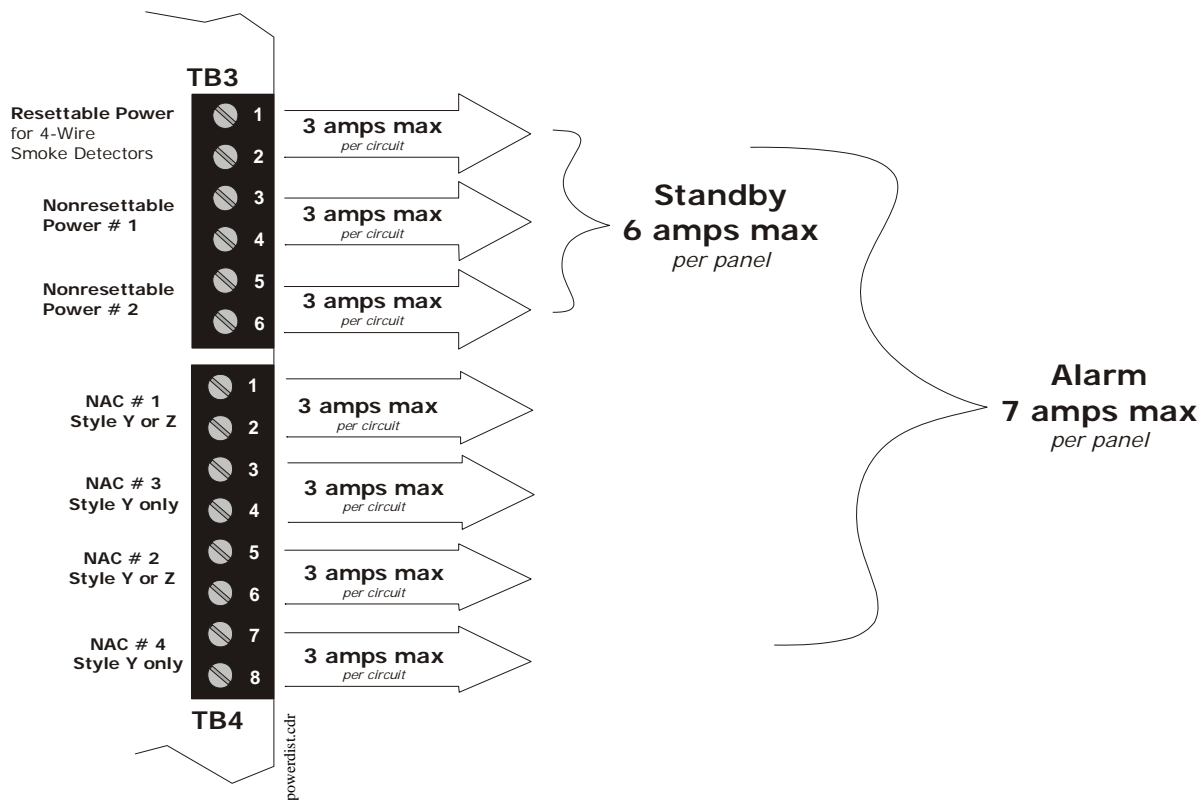 TB3
Resettable Power
for 4-Wire
Smoke Detectors
1
3 amps max
per circuit
2
Nonresettable
Power # 1
3
3 amps max
per circuit
4
Nonresettable
Power # 2
5
3 amps max
per circuit
6
Standby
6 amps max
per panel
NAC # 1
Style Y or Z
1
3 amps max
per circuit
2
NAC # 3
Style Y only
3
3 amps max
per circuit
4
NAC # 2
Style Y or Z
5
3 amps max
per circuit
6
NAC # 4
Style Y only
7
3 amps max
per circuit
8
Alarm
7 amps max
per panel
TB4
powerdist.cdr